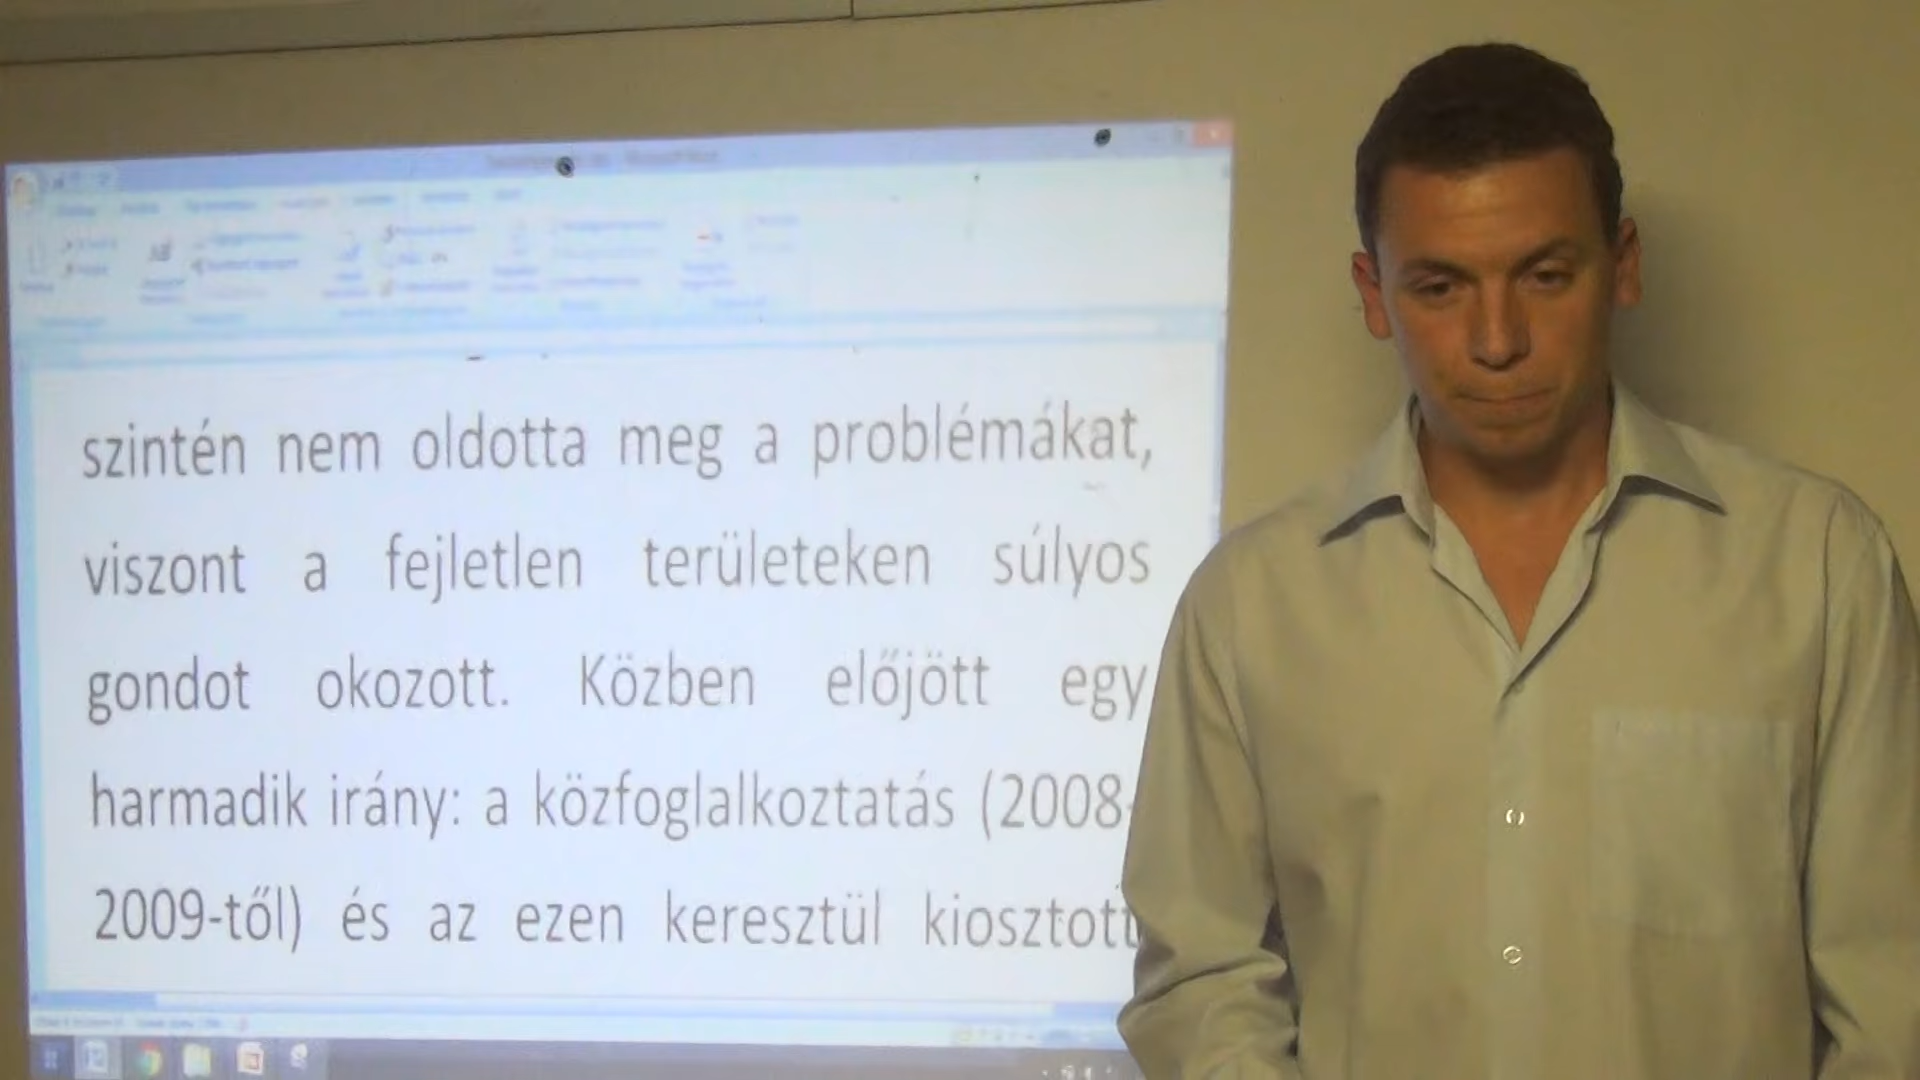 szintén nem oldotta meg a problémákat,
viszont a fejletlen területeken súlyos
gondot okozott. Közben előjött egy
harmadik irány: a közfoglalkoztatás (2008-
2009-től) és az ezen keresztül kiosztott